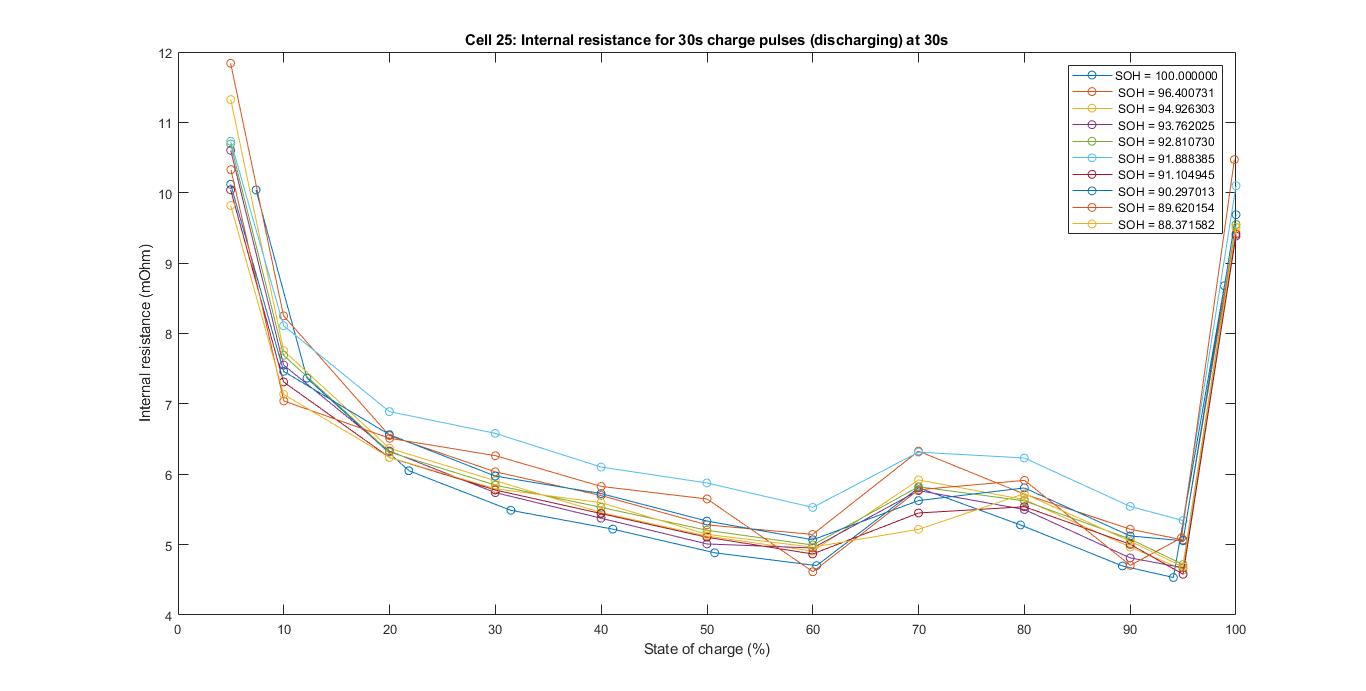 Cell 25: Internal resistance for 30s charge pulses (discharging) at 30s
12
11
10
9
8
7
6
5
4
Internal resistance (mOhm)
SOH = 100.000000
SOH = 96.400731
SOH = 94.926303
SOH = 93.762025
SOH = 92.810730
SOH = 91.888385
SOH = 91.104945
SOH = 90.297013
SOH = 89.620154
SOH = 88.371582
0 10 20 30 40 50 60 70 80 90 100
State of charge (%)